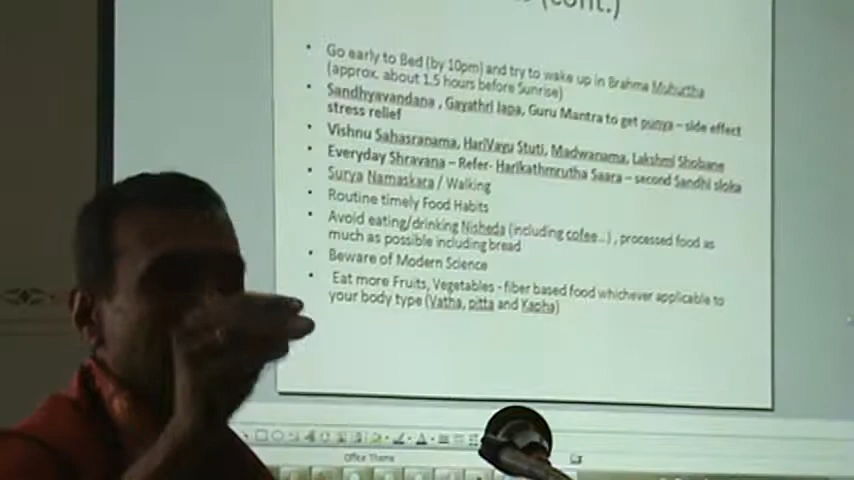 (cont.)
• Go early to Bed (by 10pm) and try to wake up in Brahma Muhurtha
(approx. about 1.5 hours before Sunrise)
• Sandhyavandana , Gayathri Japa, Guru Mantra to get punya – side effect
stress relief
• Vishnu Sahasranama, HariVayu Stuti, Madwanama, Lakshmi Shobane
• Everyday Shravana – Refer- Harikathmrutha Saara – second Sandhi sloka
• Surya Namaskara / Walking
• Routine timely Food Habits
• Avoid eating/drinking Nisheda (including cofee...) , processed food as
much as possible including bread
• Beware of Modern Science
• Eat more Fruits, Vegetables - fiber based food whichever applicable to
your body type (Vatha, pitta and Kapha)
Office Theme